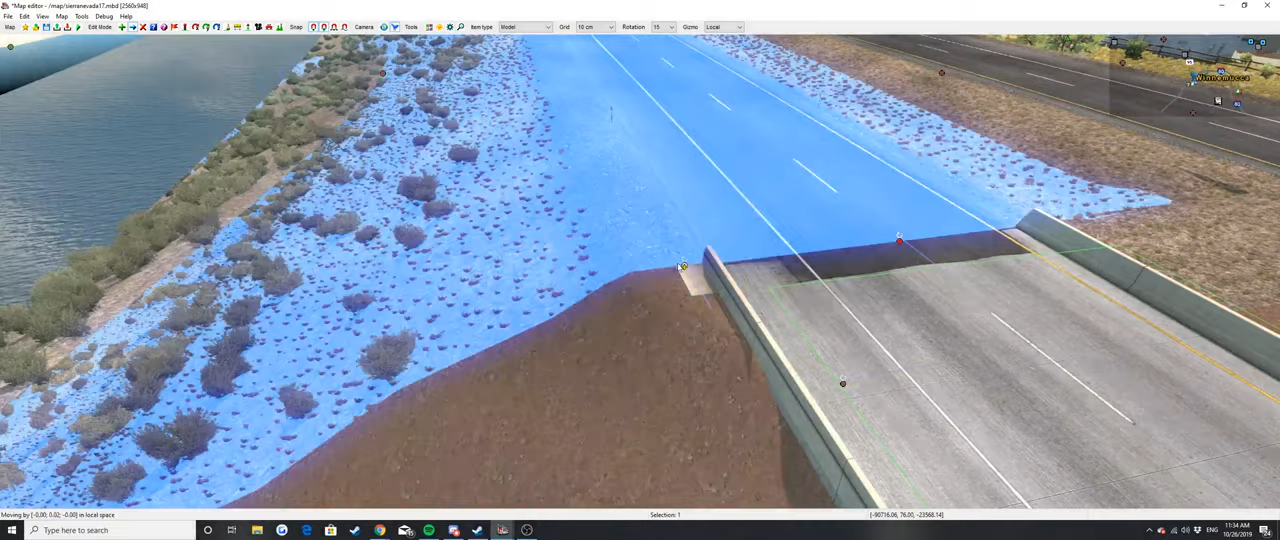 *Map editor - /map/sierranevada17.mbd [2560x948]
File Edit View Map Tools Debug Help
Map Edit Mode Camera Snap Tools Item type Model Grid 10 cm Rotation 15 Gizmo Local
Winnemucca
Moving by [-0,00; 0.02; -0.00] in local space Selection: 1 [-90716.06, 76.00, -23568.14]
Type here to search
ENG
11:34 AM
10/26/2019